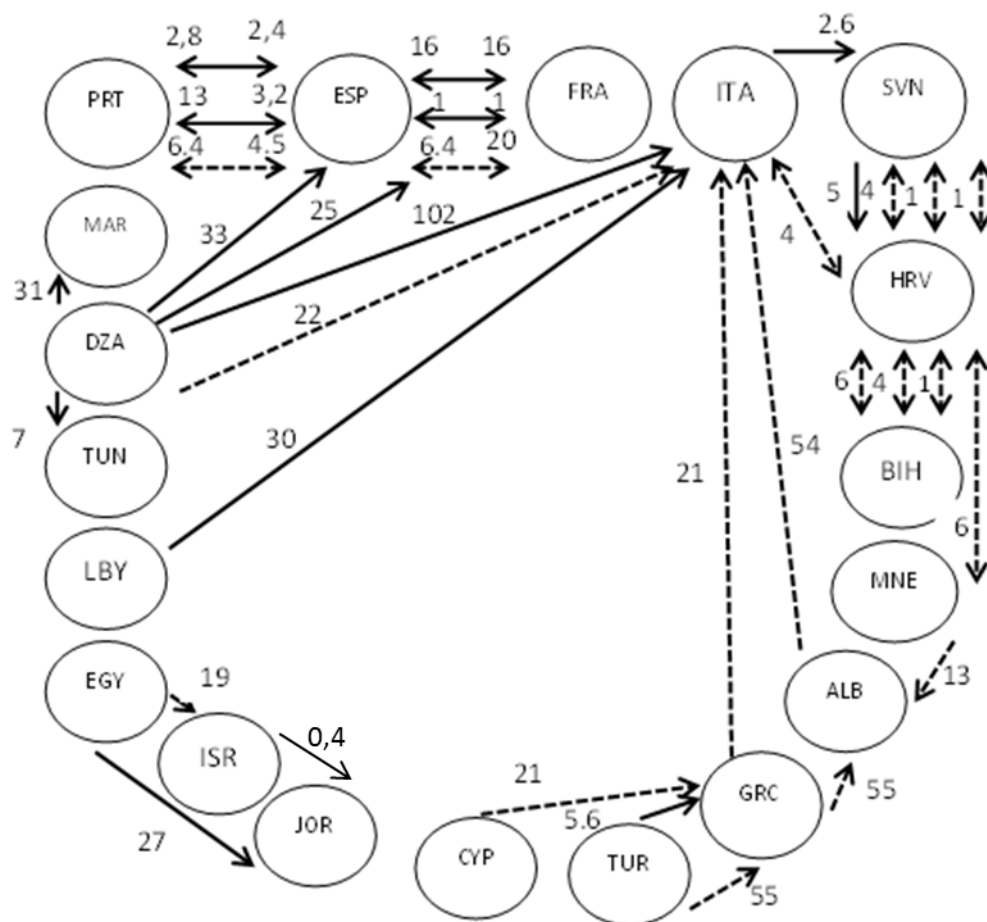 2.6
2,8 2,4 16 16
PRT ESP FRA ITA SVN
13 3,2 1 1
6.4 4.5 6.4 20
5 4 1 1
MAR 33 25 102 4
31 22 HRV
DZA
6 4 1
7 TUN 30 54
21 BIH
6
LBY MNE
EGY 19 ALB 13
ISR 0,4
21 GRC 55
JOR 5.6
27 CYP TUR
55